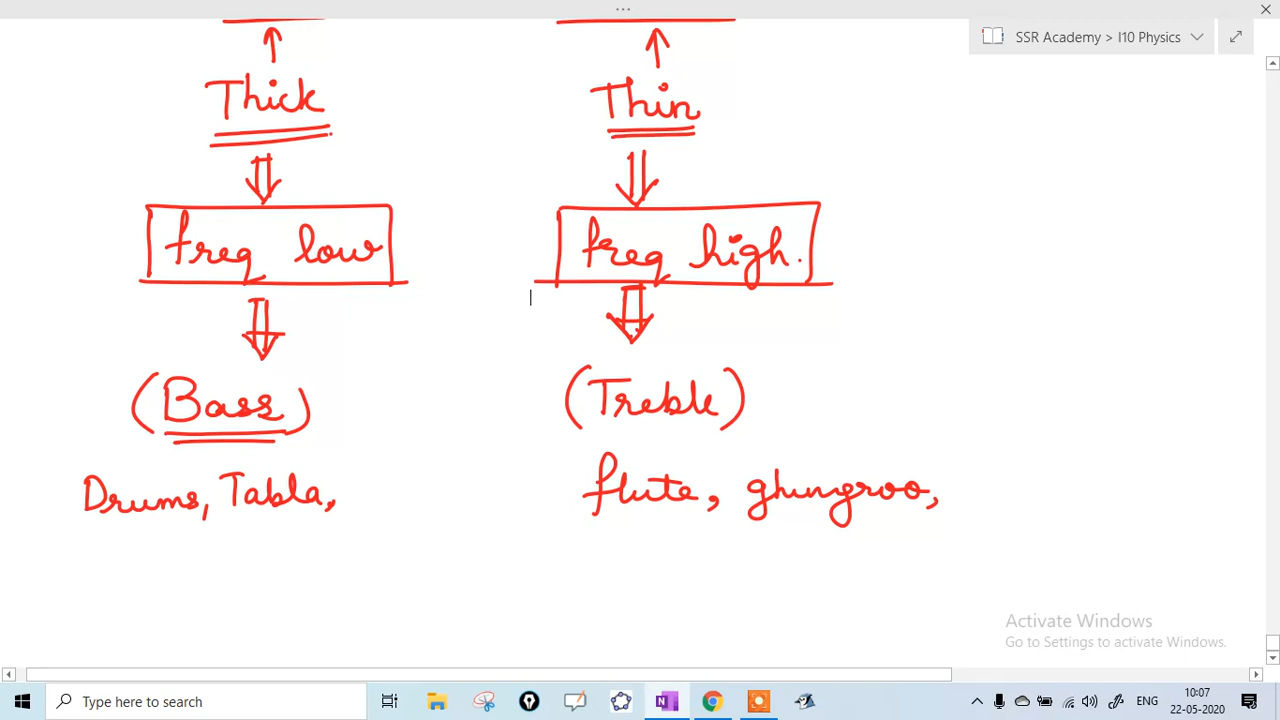 ...
SSR Academy > I10 Physics
Thick Thin
freq low freq high.
(Bass) (Treble)
Drums, Tabla, flute, ghungroo,
Activate Windows
Go to Settings to activate Windows.
Type here to search
ENG 10:07
22-05-2020